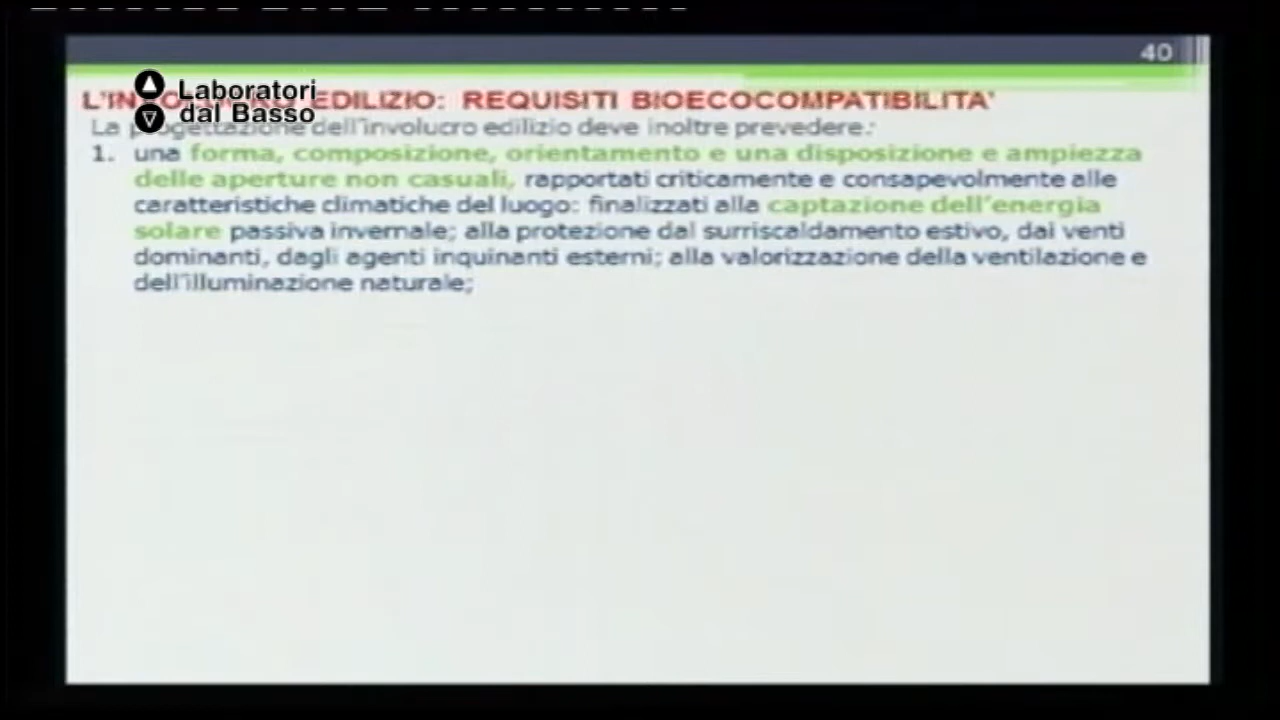 40
Laboratori
dal Basso
EDILIZIO: REQUISITI BIOECOCOMPATIBILITA'
La progettazione dell'involucro edilizio deve inoltre prevedere:
1. una forma, composizione, orientamento e una disposizione e ampiezza
delle aperture non casuali, rapportati criticamente e consapevolmente alle
caratteristiche climatiche del luogo: finalizzati alla captazione dell'energia
solare passiva invernale; alla protezione dal surriscaldamento estivo, dai venti
dominanti, dagli agenti inquinanti esterni; alla valorizzazione della ventilazione e
dell'illuminazione naturale;